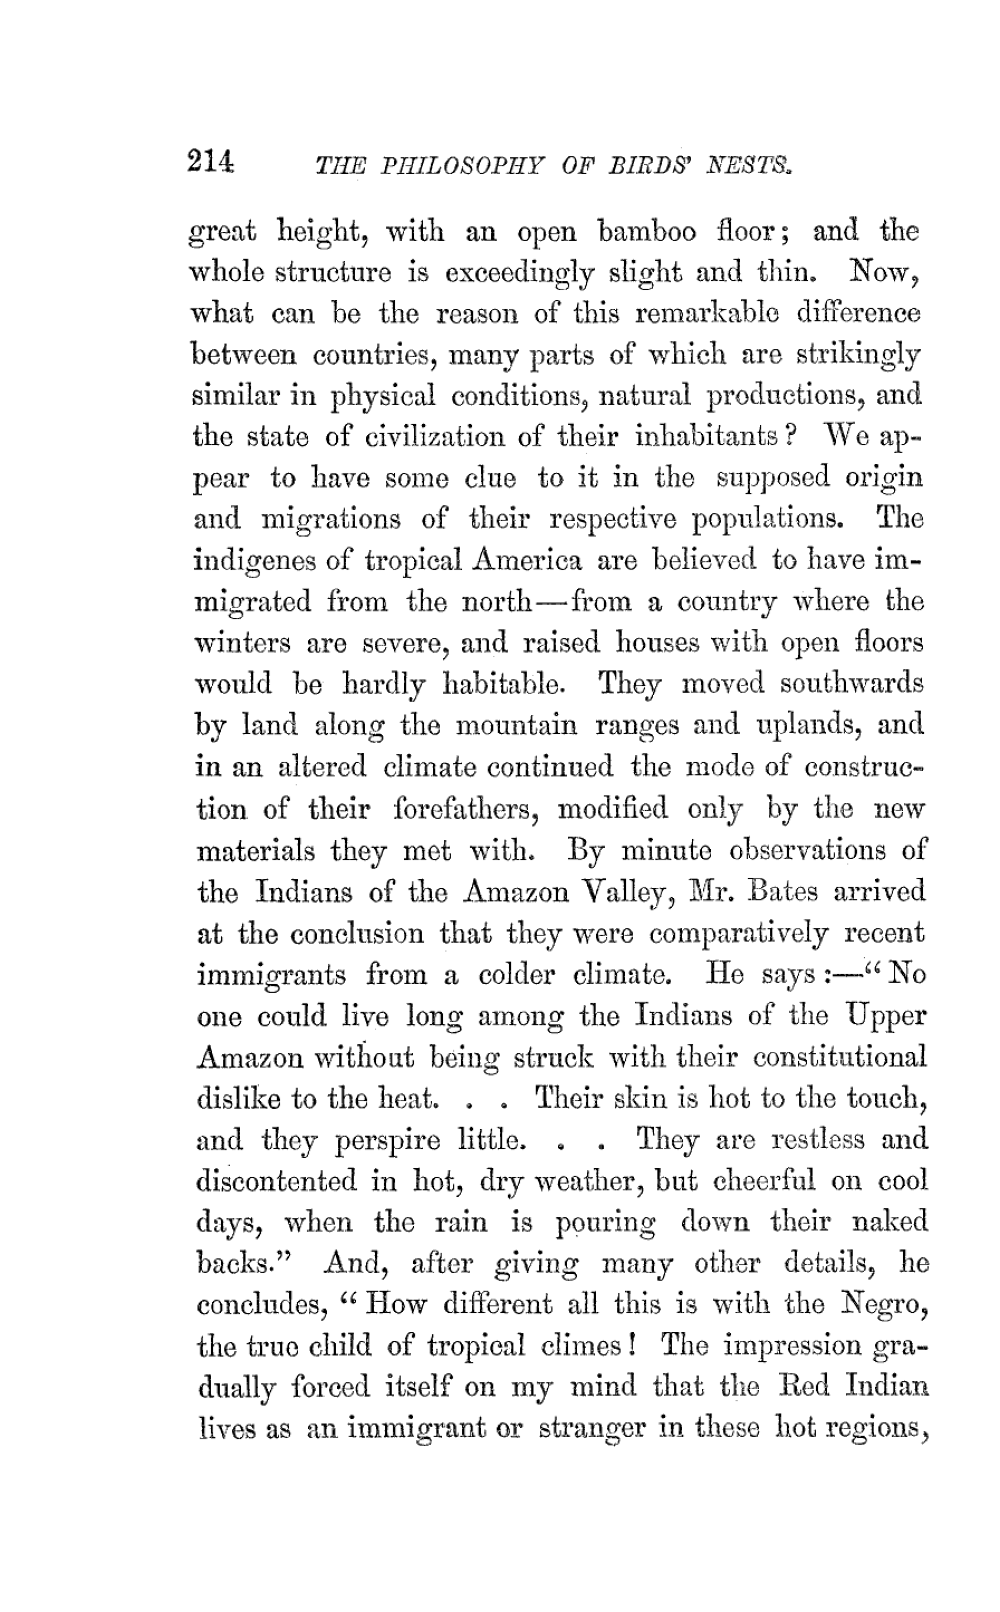 214 THE PHILOSOPHY OF BIRDS' NESTS.
great height, with an open bamboo floor; and the
whole structure is exceedingly slight and thin. Now,
what can be the reason of this remarkable difference
between countries, many parts of which are strikingly
similar in physical conditions, natural productions, and
the state of civilization of their inhabitants? We ap-
pear to have some clue to it in the supposed origin
and migrations of their respective populations. The
indigenes of tropical America are believed to have im-
migrated from the north—from a country where the
winters are severe, and raised houses with open floors
would be hardly habitable. They moved southwards
by land along the mountain ranges and uplands, and
in an altered climate continued the mode of construc-
tion of their forefathers, modified only by the new
materials they met with. By minute observations of
the Indians of the Amazon Valley, Mr. Bates arrived
at the conclusion that they were comparatively recent
immigrants from a colder climate. He says:—"No
one could live long among the Indians of the Upper
Amazon without being struck with their constitutional
dislike to the heat. . . Their skin is hot to the touch,
and they perspire little. . . They are restless and
discontented in hot, dry weather, but cheerful on cool
days, when the rain is pouring down their naked
backs." And, after giving many other details, he
concludes, "How different all this is with the Negro,
the true child of tropical climes! The impression gra-
dually forced itself on my mind that the Red Indian
lives as an immigrant or stranger in these hot regions,